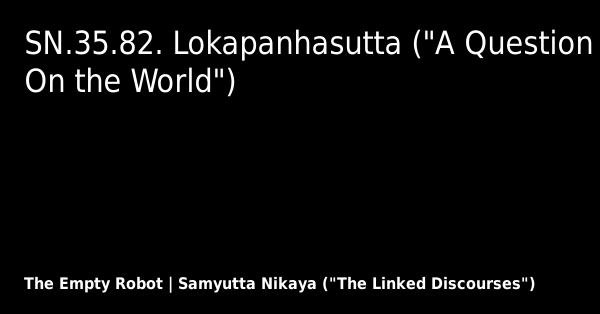 SN.35.82. Lokapanhasutta ("A Question
On the World")
The Empty Robot | Samyutta Nikaya ("The Linked Discourses")